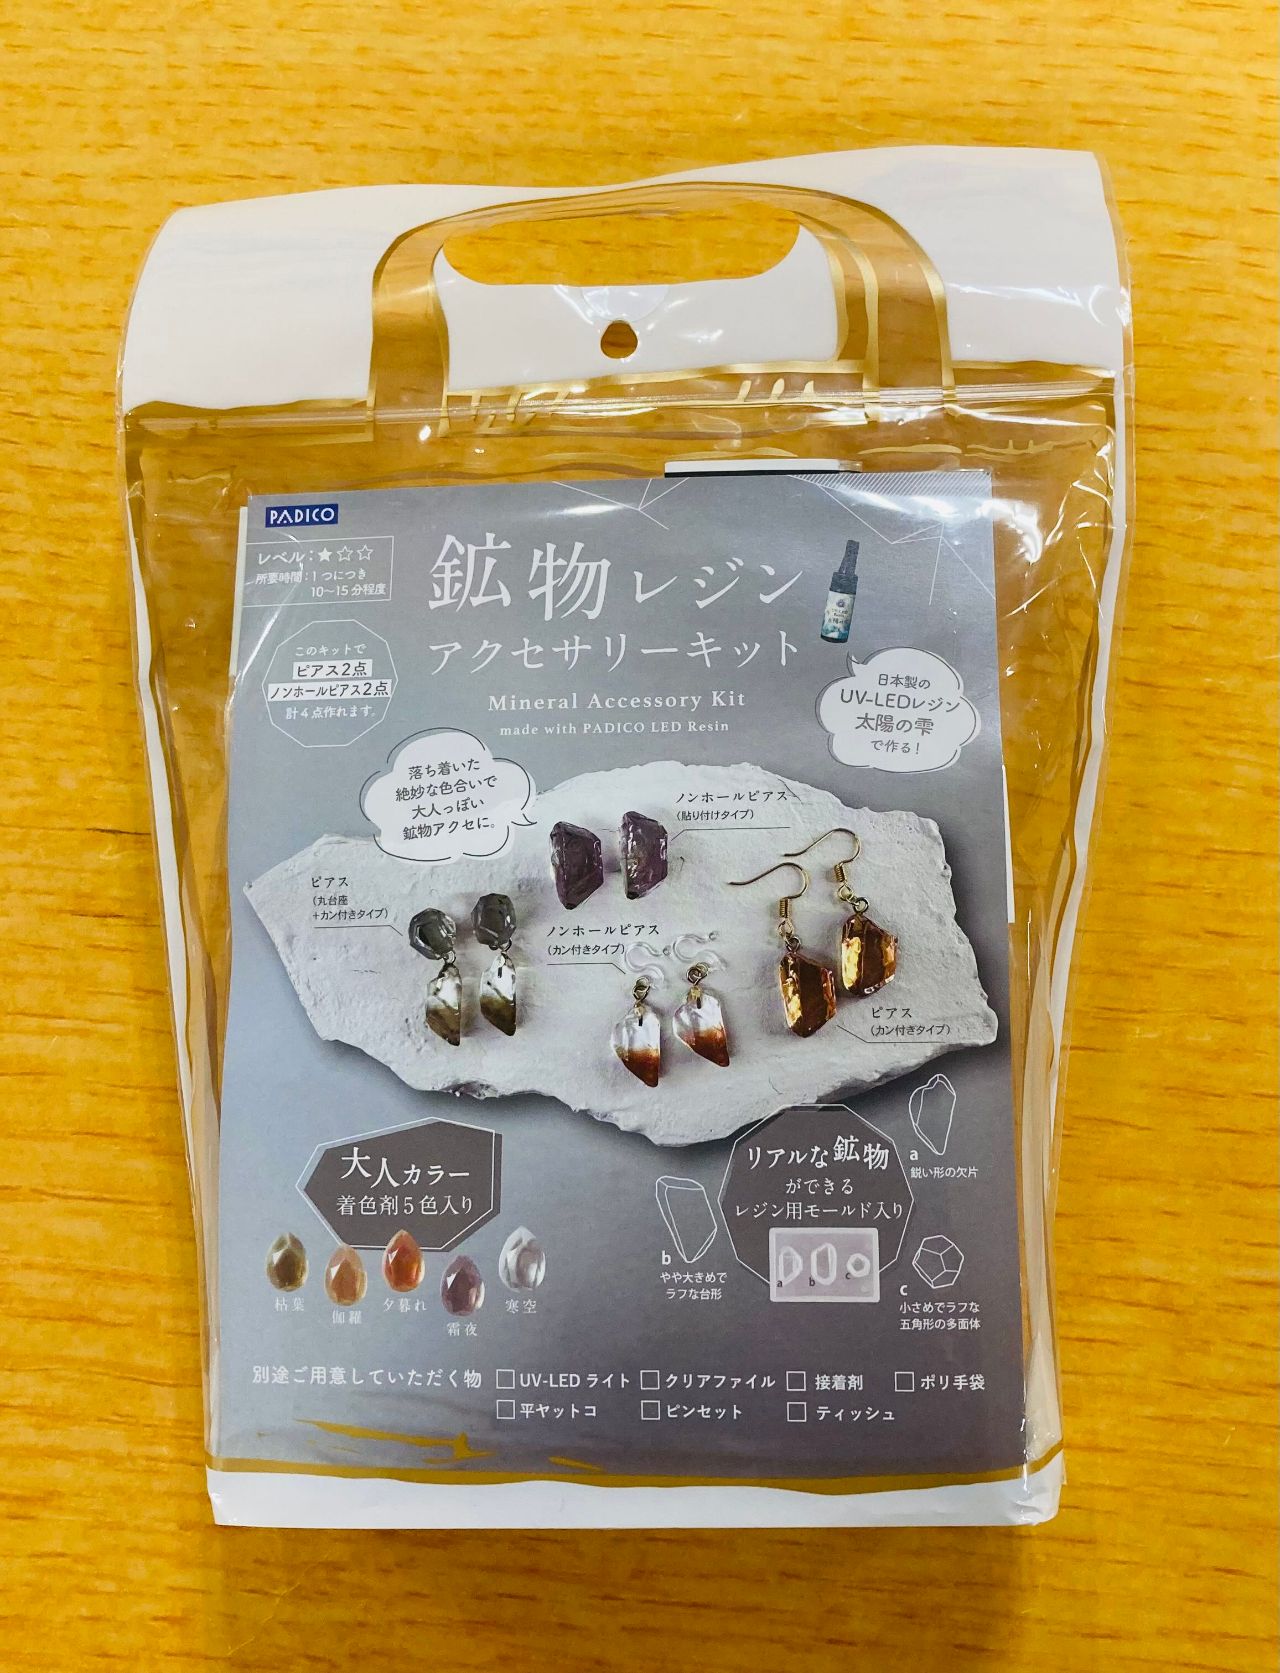 PADICO
レベル：★☆☆
所要時間：1つにつき
10〜15分程度
鉱物レジン
アクセサリーキット
Mineral Accessory Kit
made with PADICO LED Resin
このキットで
ピアス2点
ノンホールピアス2点
計4点作れます。
日本製の
UV-LEDレジン
太陽の雫
で作る！
落ち着いた
絶妙な色合いで
大人っぽい
鉱物アクセに。
ノンホールピアス
（貼り付けタイプ）
ピアス
（丸台座
＋カン付きタイプ）
ノンホールピアス
（カン付きタイプ）
ピアス
（カン付きタイプ）
大人カラー
着色剤5色入り
枯葉
伽羅
夕暮れ
霜夜
寒空
リアルな鉱物
ができる
レジン用モールド入り
a
b
c
a
鋭い形の欠片
b
やや大きめで
ラフな台形
c
小さめでラフな
五角形の多面体
別途ご用意していただく物 □UV-LEDライト □クリアファイル □接着剤 □ポリ手袋
□平ヤットコ □ピンセット □ティッシュ